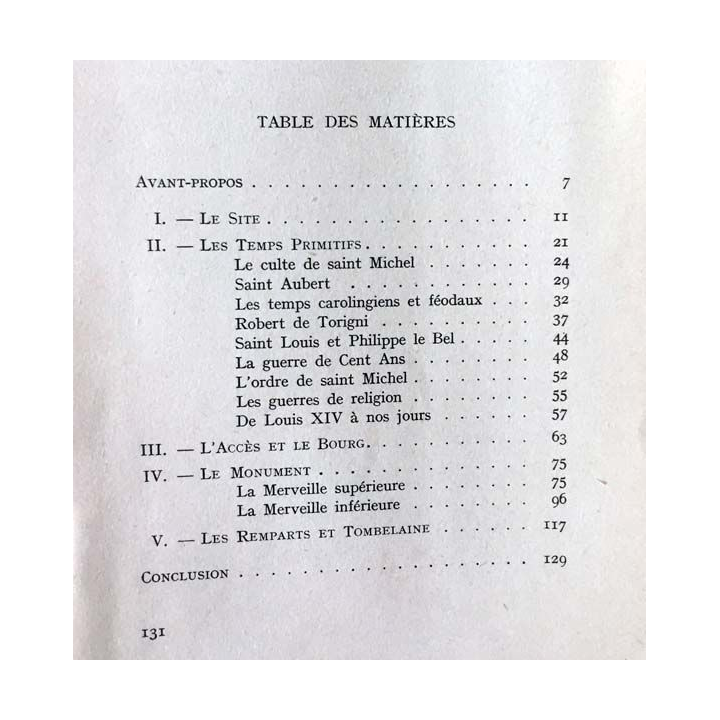 TABLE DES MATIÈRES
AVANT-PROPOS . . . . . . . . . . . . . . . . . 7
I. — LE SITE . . . . . . . . . . . . . . . . 11
II. — LES TEMPS PRIMITIFS . . . . . . . . . . 21
Le culte de saint Michel . . . . . . . 24
Saint Aubert . . . . . . . . . . . 29
Les temps carolingiens et féodaux . . . 32
Robert de Torigni . . . . . . . . . 37
Saint Louis et Philippe le Bel . . . . . 44
La guerre de Cent Ans . . . . . . . 48
L'ordre de saint Michel . . . . . . . 52
Les guerres de religion . . . . . . . 55
De Louis XIV à nos jours . . . . . . 57
III. — L'ACCÈS ET LE BOURG. . . . . . . . . . . 63
IV. — LE MONUMENT . . . . . . . . . . . . . 75
La Merveille supérieure . . . . . . . 75
La Merveille inférieure . . . . . . . 96
V. — LES REMPARTS ET TOMBELAINE . . . . . . 117
CONCLUSION . . . . . . . . . . . . . . . . . . 129
131